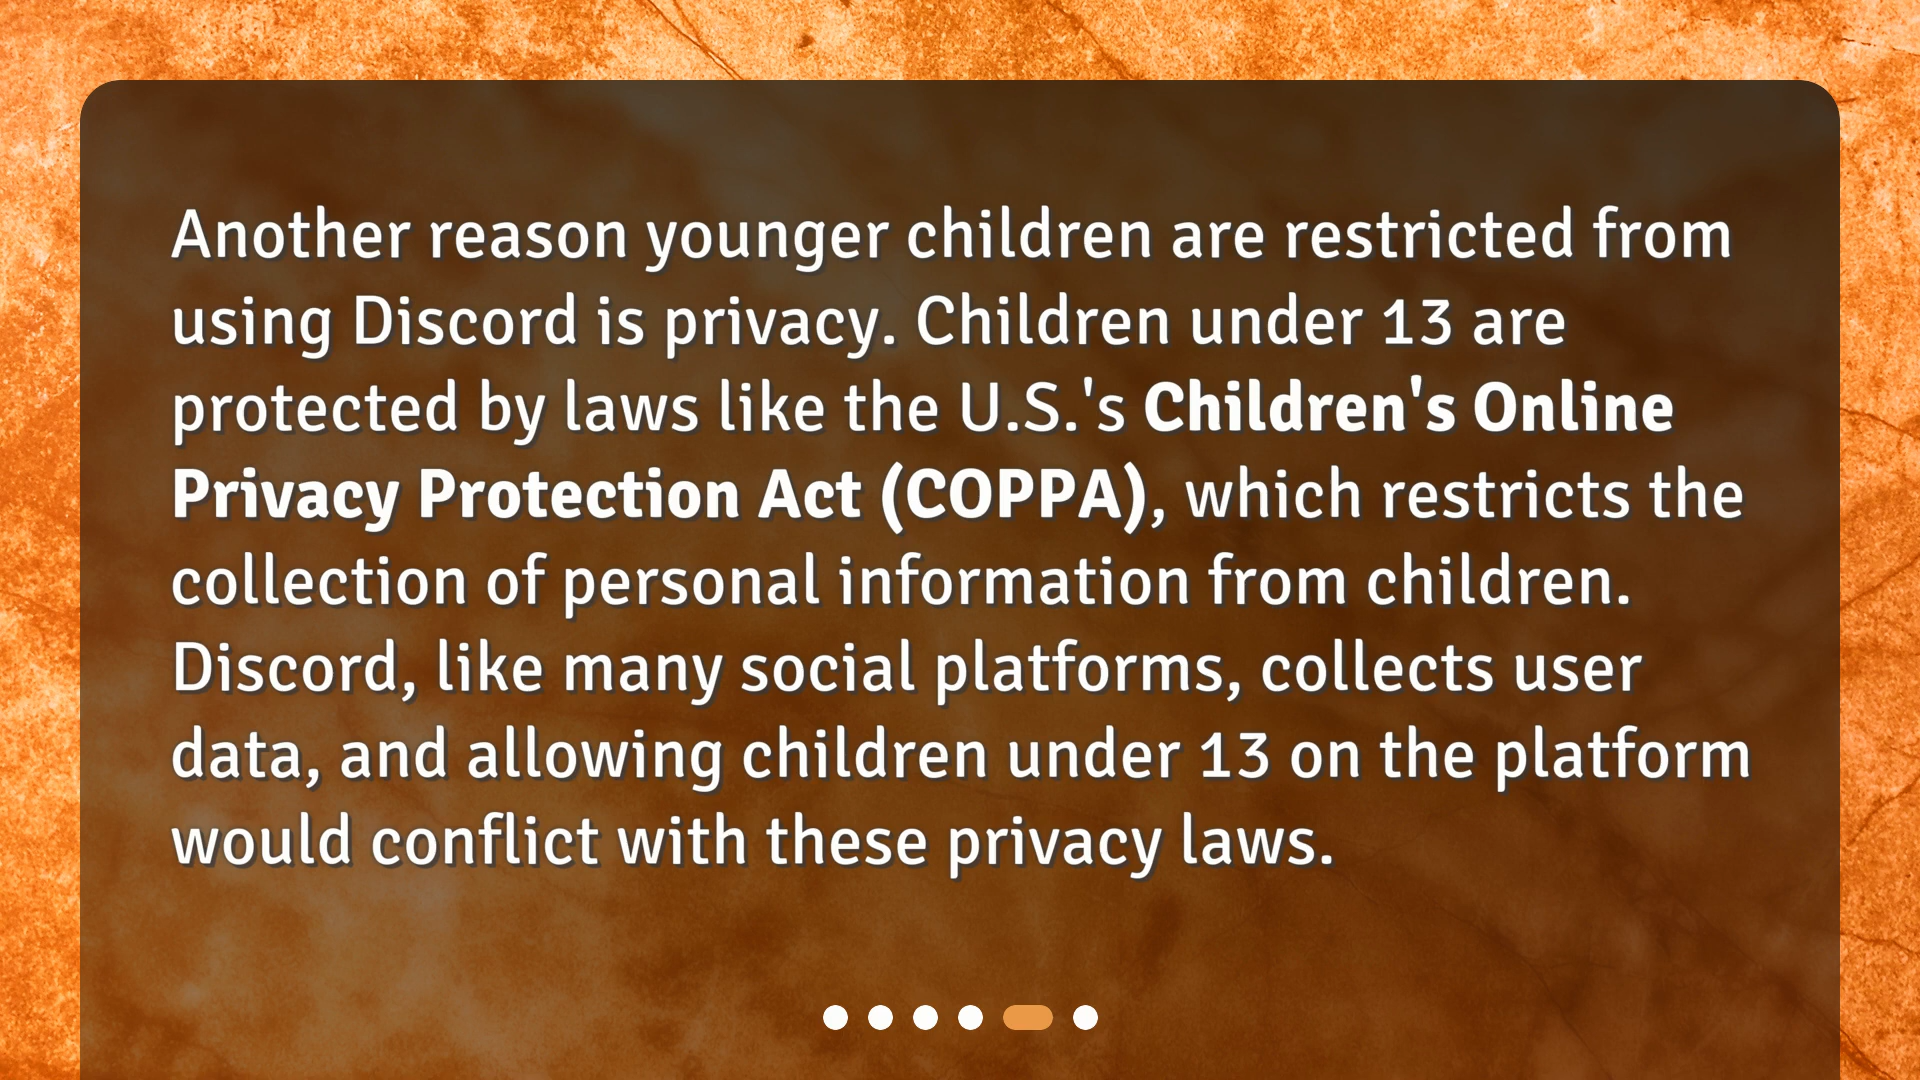 Another reason younger children are restricted from
using Discord is privacy. Children under 13 are
protected by laws like the U.S.'s Children's Online
Privacy Protection Act (COPPA), which restricts the
collection of personal information from children.
Discord, like many social platforms, collects user
data, and allowing children under 13 on the platform
would conflict with these privacy laws.